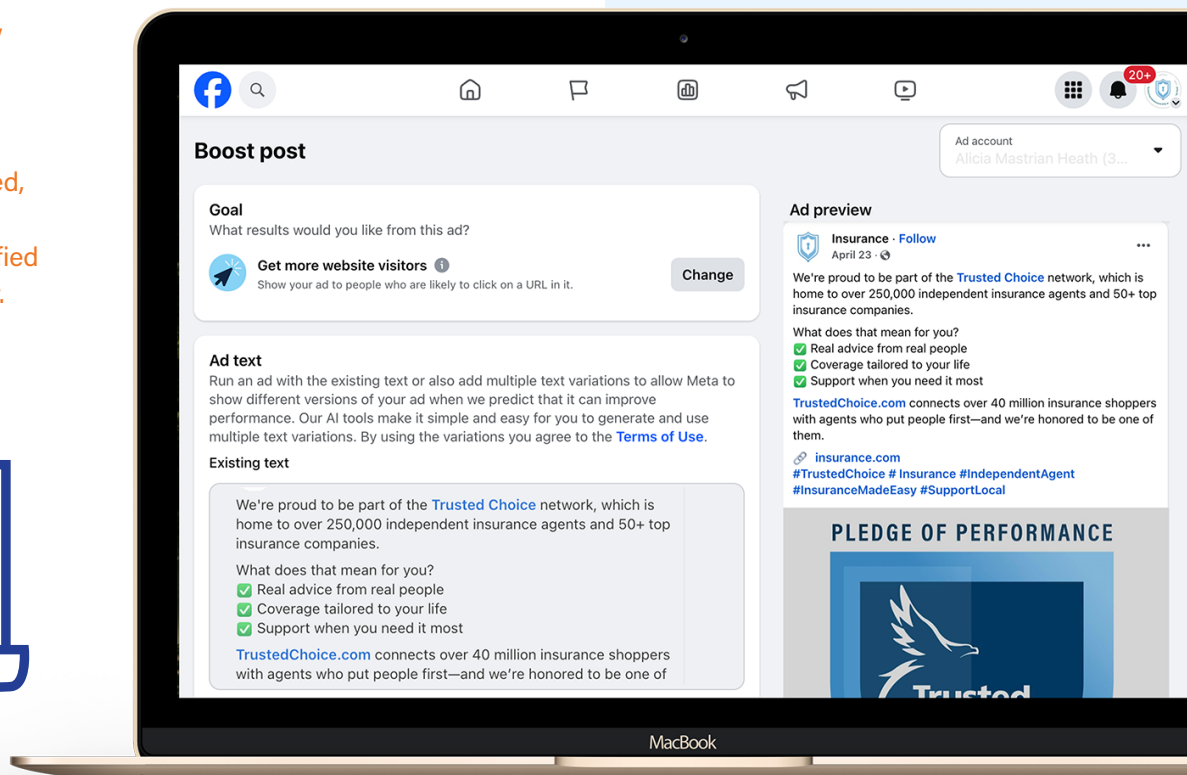 ed,
fied
20+
Boost post
Ad account
Alicia Mastrian Heath (3...
Goal
What results would you like from this ad?
Get more website visitors
Show your ad to people who are likely to click on a URL in it.
Change
Ad text
Run an ad with the existing text or also add multiple text variations to allow Meta to
show different versions of your ad when we predict that it can improve
performance. Our AI tools make it simple and easy for you to generate and use
multiple text variations. By using the variations you agree to the Terms of Use.
Existing text
We're proud to be part of the Trusted Choice network, which is
home to over 250,000 independent insurance agents and 50+ top
insurance companies.
What does that mean for you?
✅ Real advice from real people
✅ Coverage tailored to your life
✅ Support when you need it most
TrustedChoice.com connects over 40 million insurance shoppers
with agents who put people first—and we're honored to be one of
Ad preview
Insurance · Follow
April 23 ·
We're proud to be part of the Trusted Choice network, which is
home to over 250,000 independent insurance agents and 50+ top
insurance companies.
What does that mean for you?
✅ Real advice from real people
✅ Coverage tailored to your life
✅ Support when you need it most
TrustedChoice.com connects over 40 million insurance shoppers
with agents who put people first—and we're honored to be one of
them.
🔗 insurance.com
#TrustedChoice # Insurance #IndependentAgent
#InsuranceMadeEasy #SupportLocal
PLEDGE OF PERFORMANCE
Trusted
MacBook